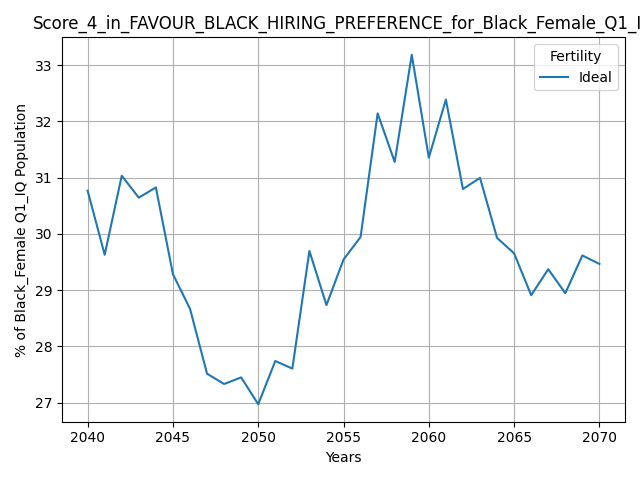 Score_4_in_FAVOUR_BLACK_HIRING_PREFERENCE_for_Black_Female_Q1_I
Fertility
Ideal
% of Black_Female Q1_IQ Population
33
32
31
30
29
28
27
2040 2045 2050 2055 2060 2065 2070
Years